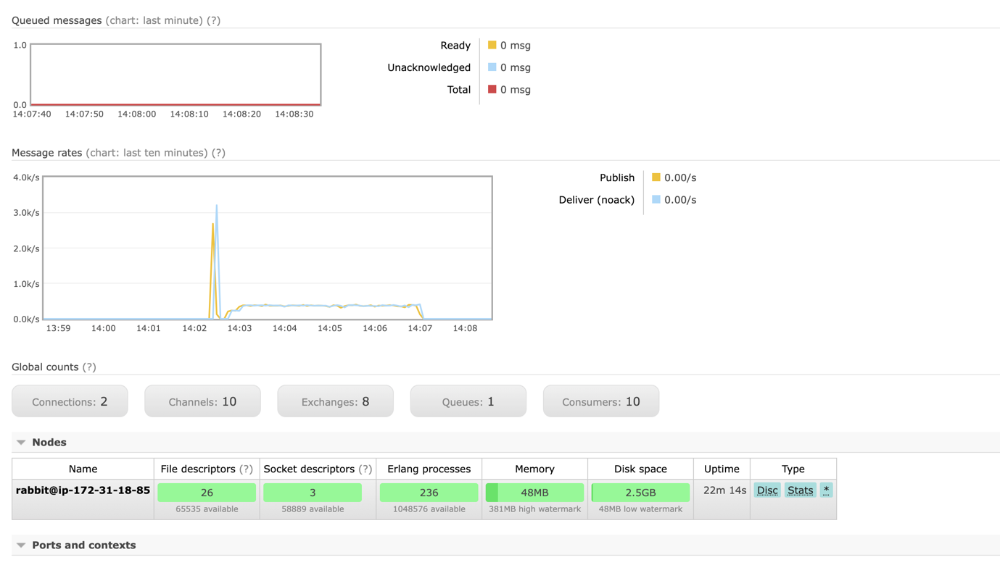 Queued messages (chart: last minute) (?)
1.0
0.0
14:07:40 14:07:50 14:08:00 14:08:10 14:08:20 14:08:30
Ready 0 msg
Unacknowledged 0 msg
Total 0 msg
Message rates (chart: last ten minutes) (?)
4.0k/s
3.0k/s
2.0k/s
1.0k/s
0.0k/s
13:59 14:00 14:01 14:02 14:03 14:04 14:05 14:06 14:07 14:08
Publish 0.00/s
Deliver (noack) 0.00/s
Global counts (?)
Connections: 2 Channels: 10 Exchanges: 8 Queues: 1 Consumers: 10
Nodes
Name File descriptors (?) Socket descriptors (?) Erlang processes Memory Disk space Uptime Type
rabbit@ip-172-31-18-85 26 3 236 48MB 2.5GB 22m 14s Disc Stats *
65535 available 58889 available 1048576 available 381MB high watermark 48MB low watermark
Ports and contexts